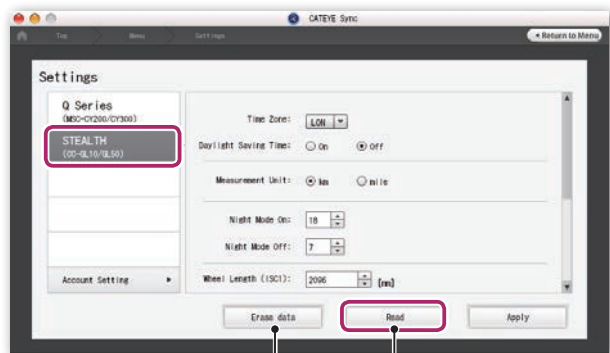 CATEYE Sync
Top
Menu
Settings
Return to Menu
Settings
Q Series
(MSC-CY200/CY300)
STEALTH
(CC-GL10/GL50)
Account Setting
Time Zone: LON
Daylight Saving Time: On Off
Measurement Unit: km mile
Night Mode On: 18
Night Mode Off: 7
Wheel Length (ISC1): 2096 [mm]
Erase data
Read
Apply